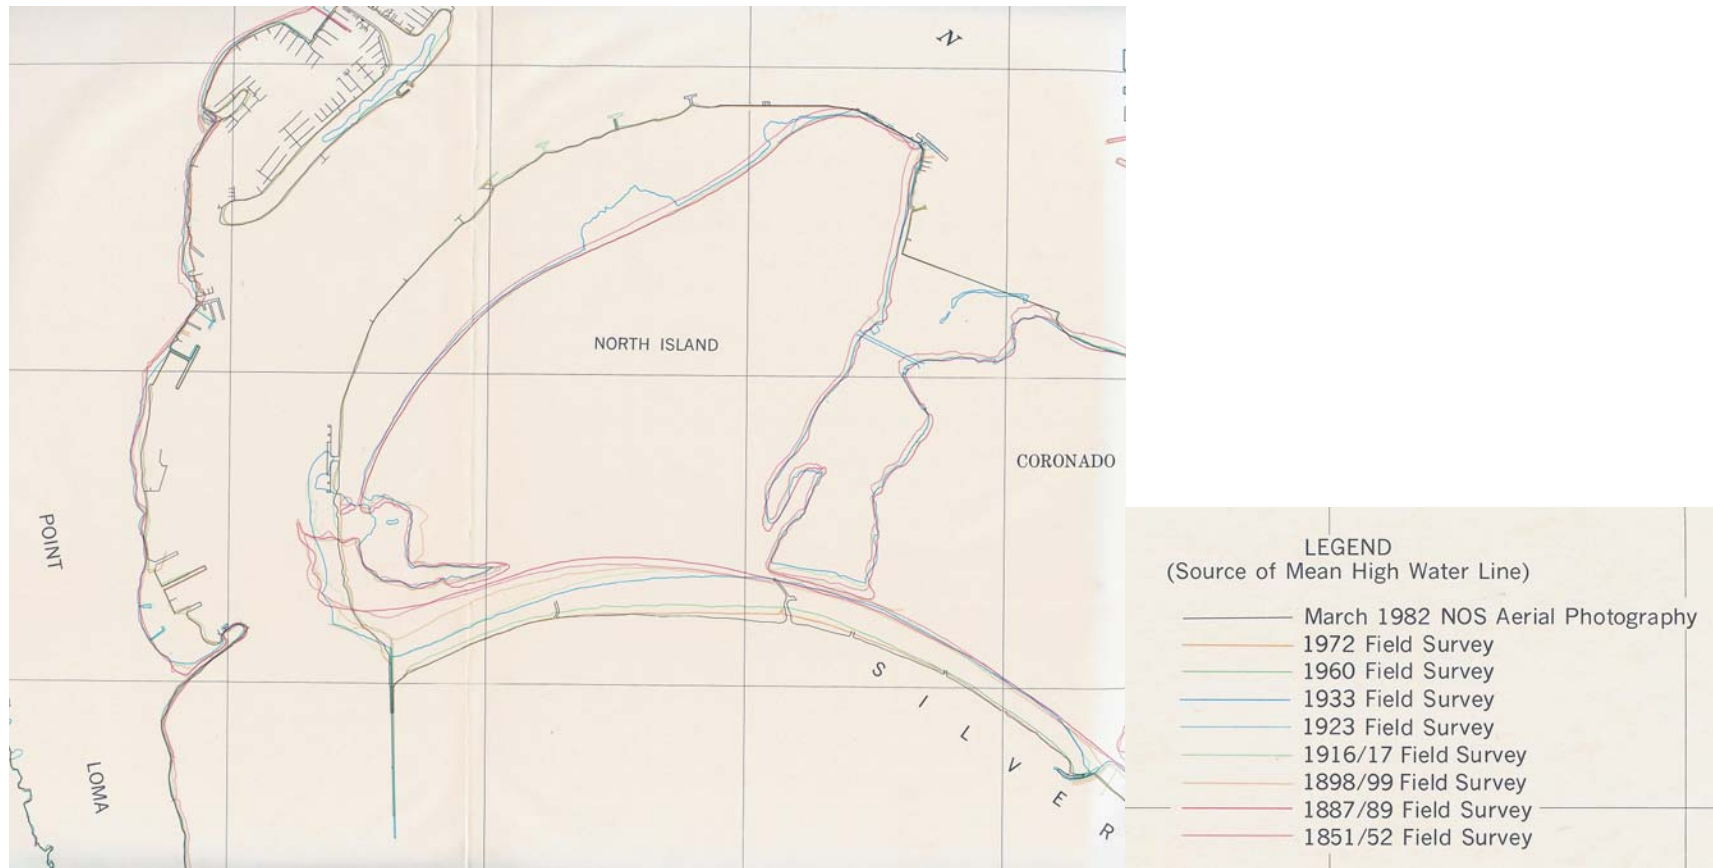 N
NORTH ISLAND
CORONADO
POINT
LOMA
S I L V E R
LEGEND
(Source of Mean High Water Line)
March 1982 NOS Aerial Photography
1972 Field Survey
1960 Field Survey
1933 Field Survey
1923 Field Survey
1916/17 Field Survey
1898/99 Field Survey
1887/89 Field Survey
1851/52 Field Survey